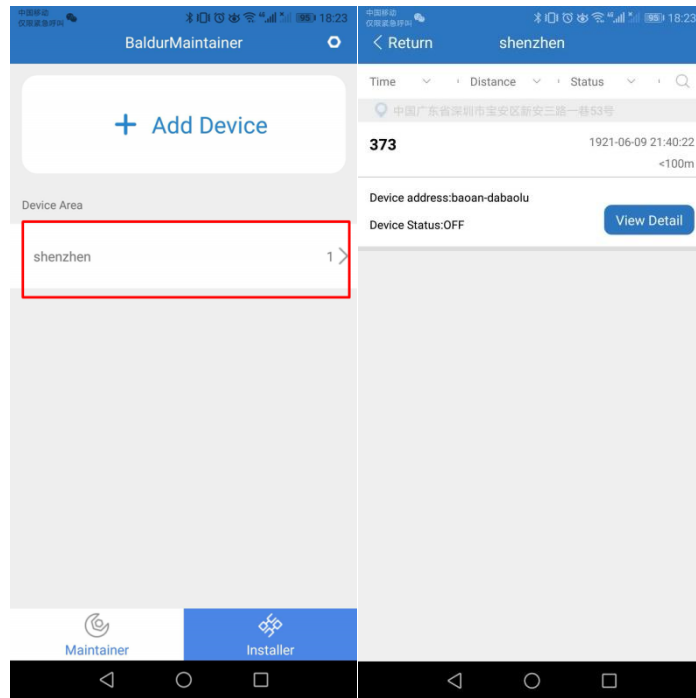 中国移动
仅限紧急呼叫
95
18:23
BaldurMaintainer
+ Add Device
Device Area
shenzhen
1
Maintainer
Installer
中国移动
仅限紧急呼叫
95
18:23
Return
shenzhen
Time
Distance
Status
中国广东省深圳市宝安区新安三路一巷53号
373
1921-06-09 21:40:22
<100m
Device address:baoan-dabaolu
Device Status:OFF
View Detail